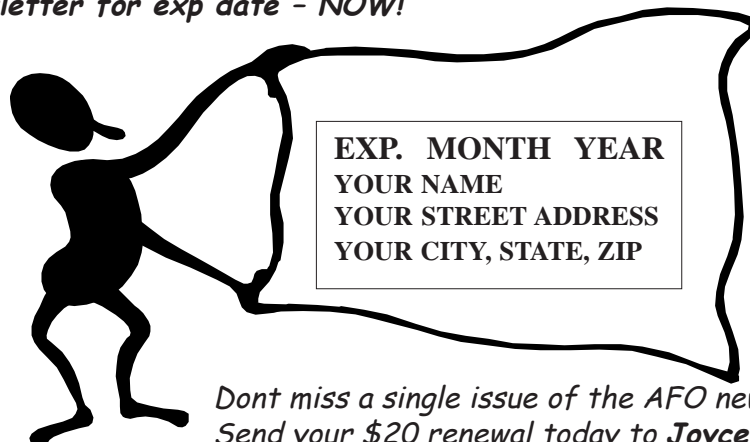 letter for exp date – NOW!
EXP. MONTH YEAR
YOUR NAME
YOUR STREET ADDRESS
YOUR CITY, STATE, ZIP
Dont miss a single issue of the AFO
Send your $20 renewal today to Joyce